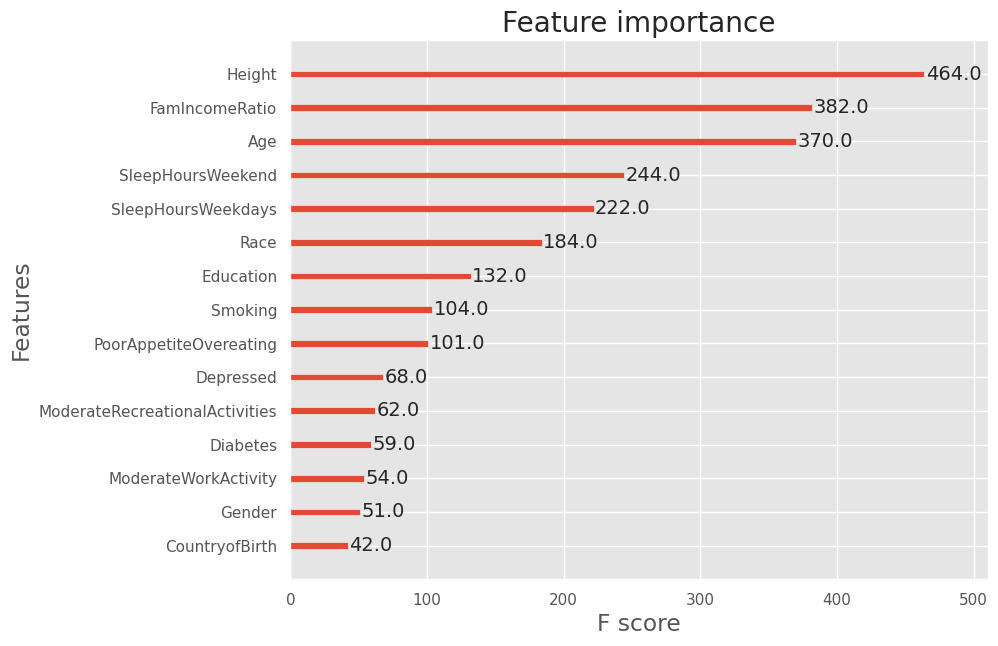 Feature importance
Features
Height 464.0
FamIncomeRatio 382.0
Age 370.0
SleepHoursWeekend 244.0
SleepHoursWeekdays 222.0
Race 184.0
Education 132.0
Smoking 104.0
PoorAppetiteOvereating 101.0
Depressed 68.0
ModerateRecreationalActivities 62.0
Diabetes 59.0
ModerateWorkActivity 54.0
Gender 51.0
CountryofBirth 42.0
0 100 200 300 400 500
F score